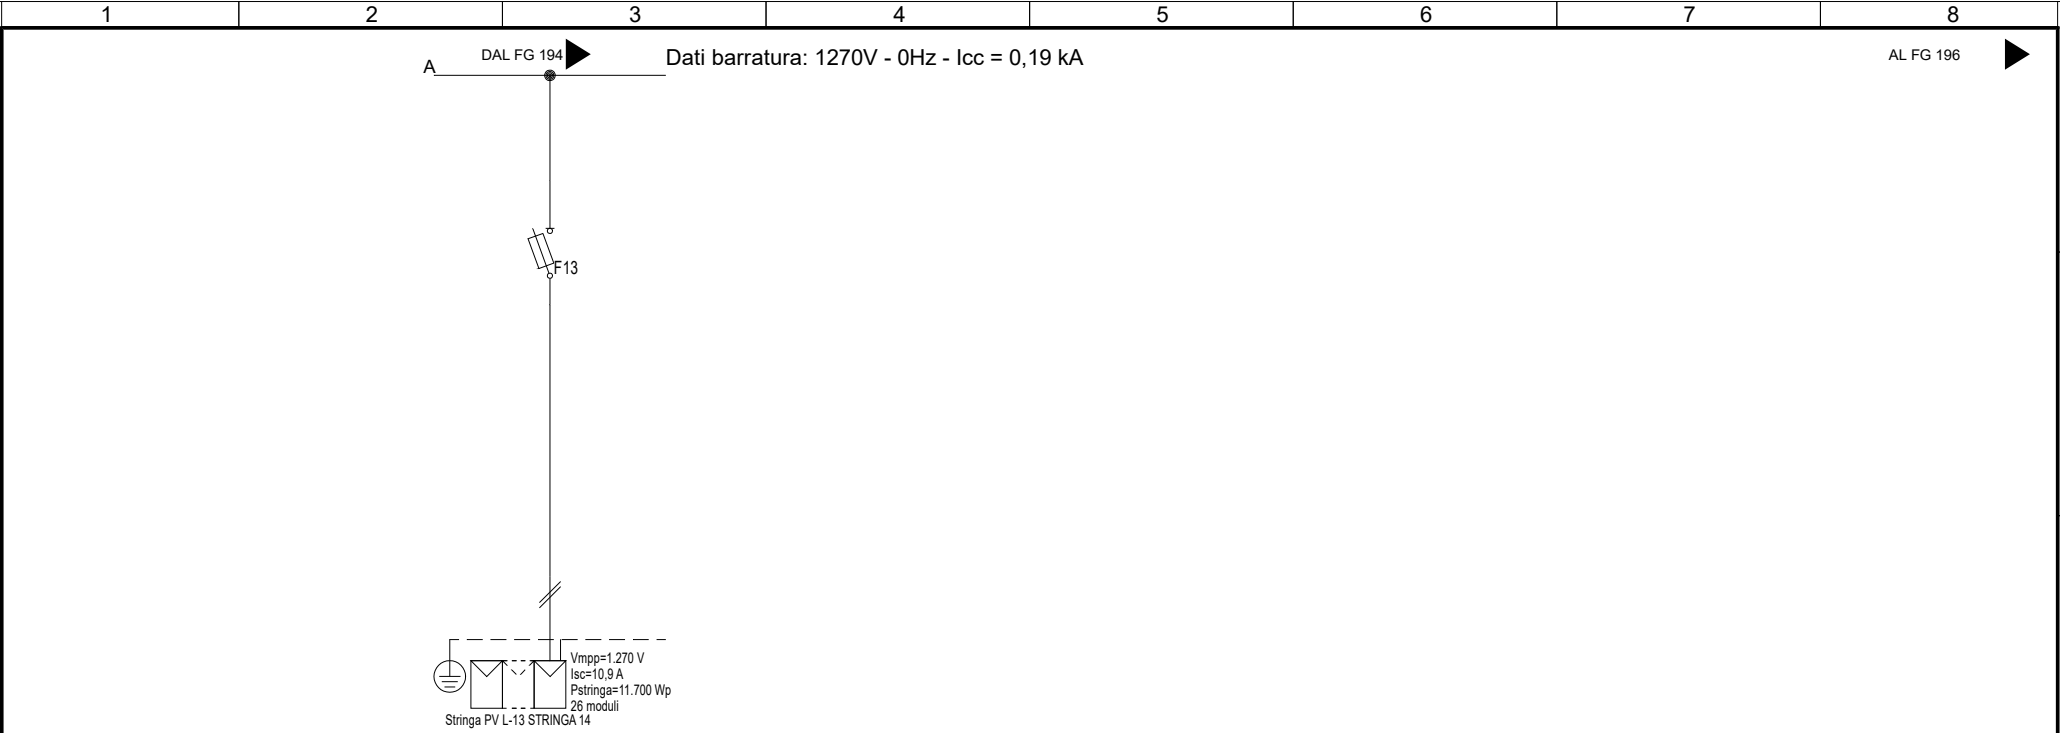 1 2 3 4 5 6 7 8
DAL FG 194 Dati barratura: 1270V - 0Hz - Icc = 0,19 kA AL FG 196
A
F13
Vmpp=1.270 V
Isc=10,9 A
Pstringa=11.700 Wp
26 moduli
Stringa PV L-13 STRINGA 14